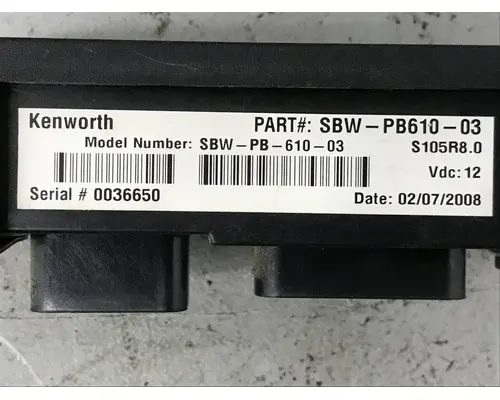 Kenworth PART#: SBW-PB610-03
Model Number: SBW-PB-610-03 S105R8.0
Vdc: 12
Serial # 0036650 Date: 02/07/2008